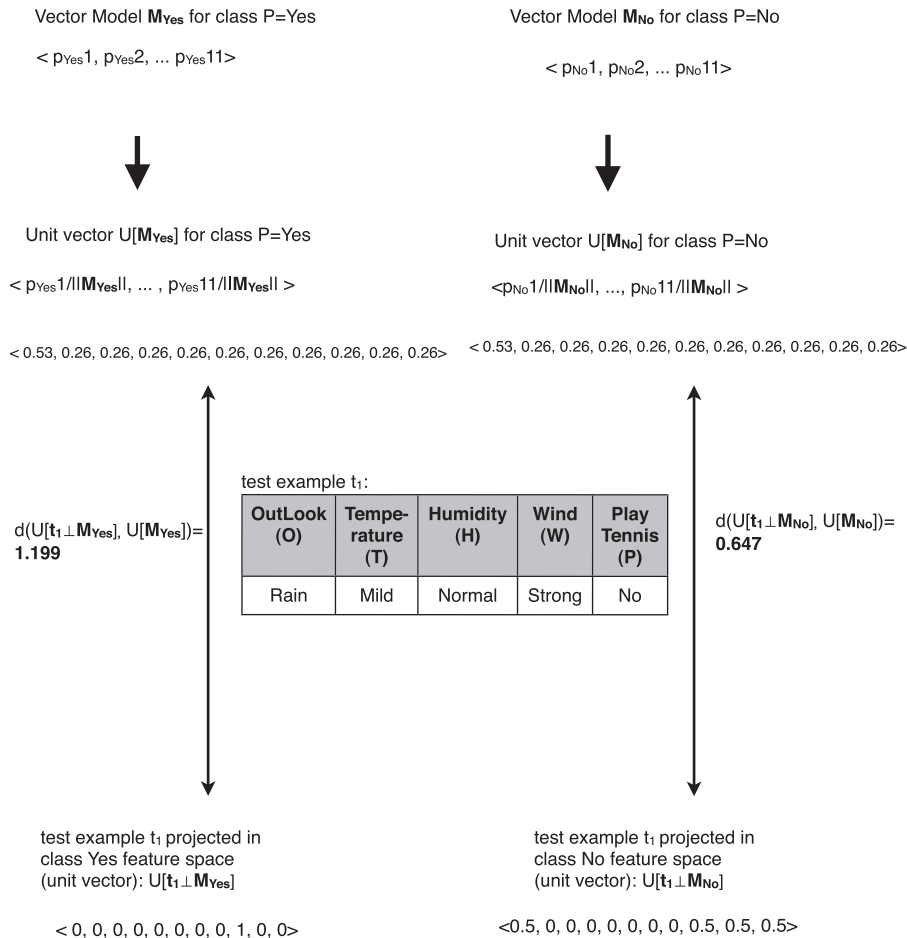 Vector Model MYes for class P=Yes
< pYes1, pYes2, ... pYes11>
Vector Model MNo for class P=No
< pNo1, pNo2, ... pNo11>
Unit vector U[MYes] for class P=Yes
< pYes1/||MYes||, ... , pYes11/||MYes|| >
< 0.53, 0.26, 0.26, 0.26, 0.26, 0.26, 0.26, 0.26, 0.26, 0.26, 0.26>
Unit vector U[MNo] for class P=No
<pNo1/||MNo||, ..., pNo11/||MNo|| >
< 0.53, 0.26, 0.26, 0.26, 0.26, 0.26, 0.26, 0.26, 0.26, 0.26, 0.26>
d(U[t1⊥MYes], U[MYes])=
1.199
test example t1:
OutLook (O) Tempe-rature (T) Humidity (H) Wind (W) Play Tennis (P)
Rain Mild Normal Strong No
d(U[t1⊥MNo], U[MNo])=
0.647
test example t1 projected in
class Yes feature space
(unit vector): U[t1⊥MYes]
< 0, 0, 0, 0, 0, 0, 0, 0, 1, 0, 0>
test example t1 projected in
class No feature space
(unit vector): U[t1⊥MNo]
<0.5, 0, 0, 0, 0, 0, 0, 0, 0.5, 0.5, 0.5>